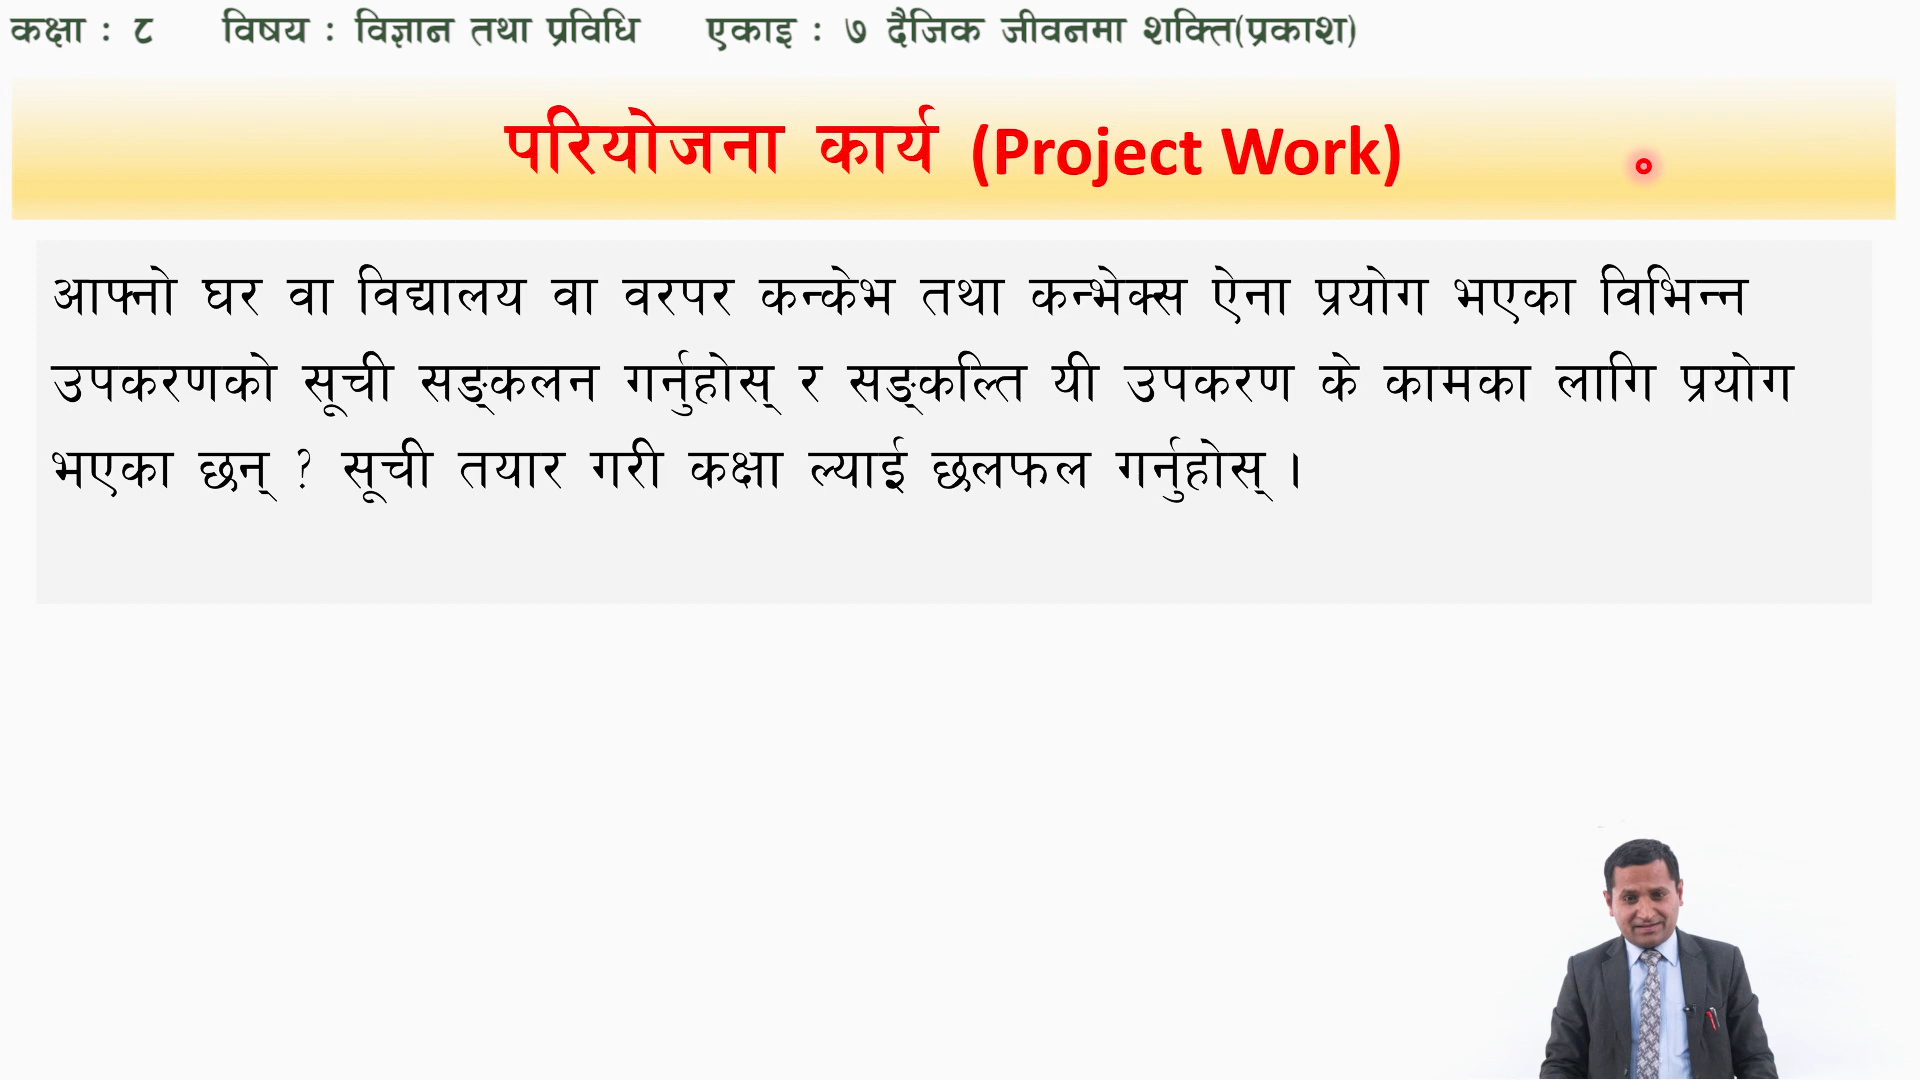 कक्षा : ८ विषय : विज्ञान तथा प्रविधि एकाइ : ७ दैजिक जीवनमा शक्ति(प्रकाश)
परियोजना कार्य (Project Work)
आफ्नो घर वा विद्यालय वा वरपर कन्केभ तथा कन्भेक्स ऐना प्रयोग भएका विभिन्न
उपकरणको सूची सङ्कलन गर्नुहोस् र सङ्कल्ति यी उपकरण के कामका लागि प्रयोग
भएका छन् ? सूची तयार गरी कक्षा ल्याई छलफल गर्नुहोस् ।